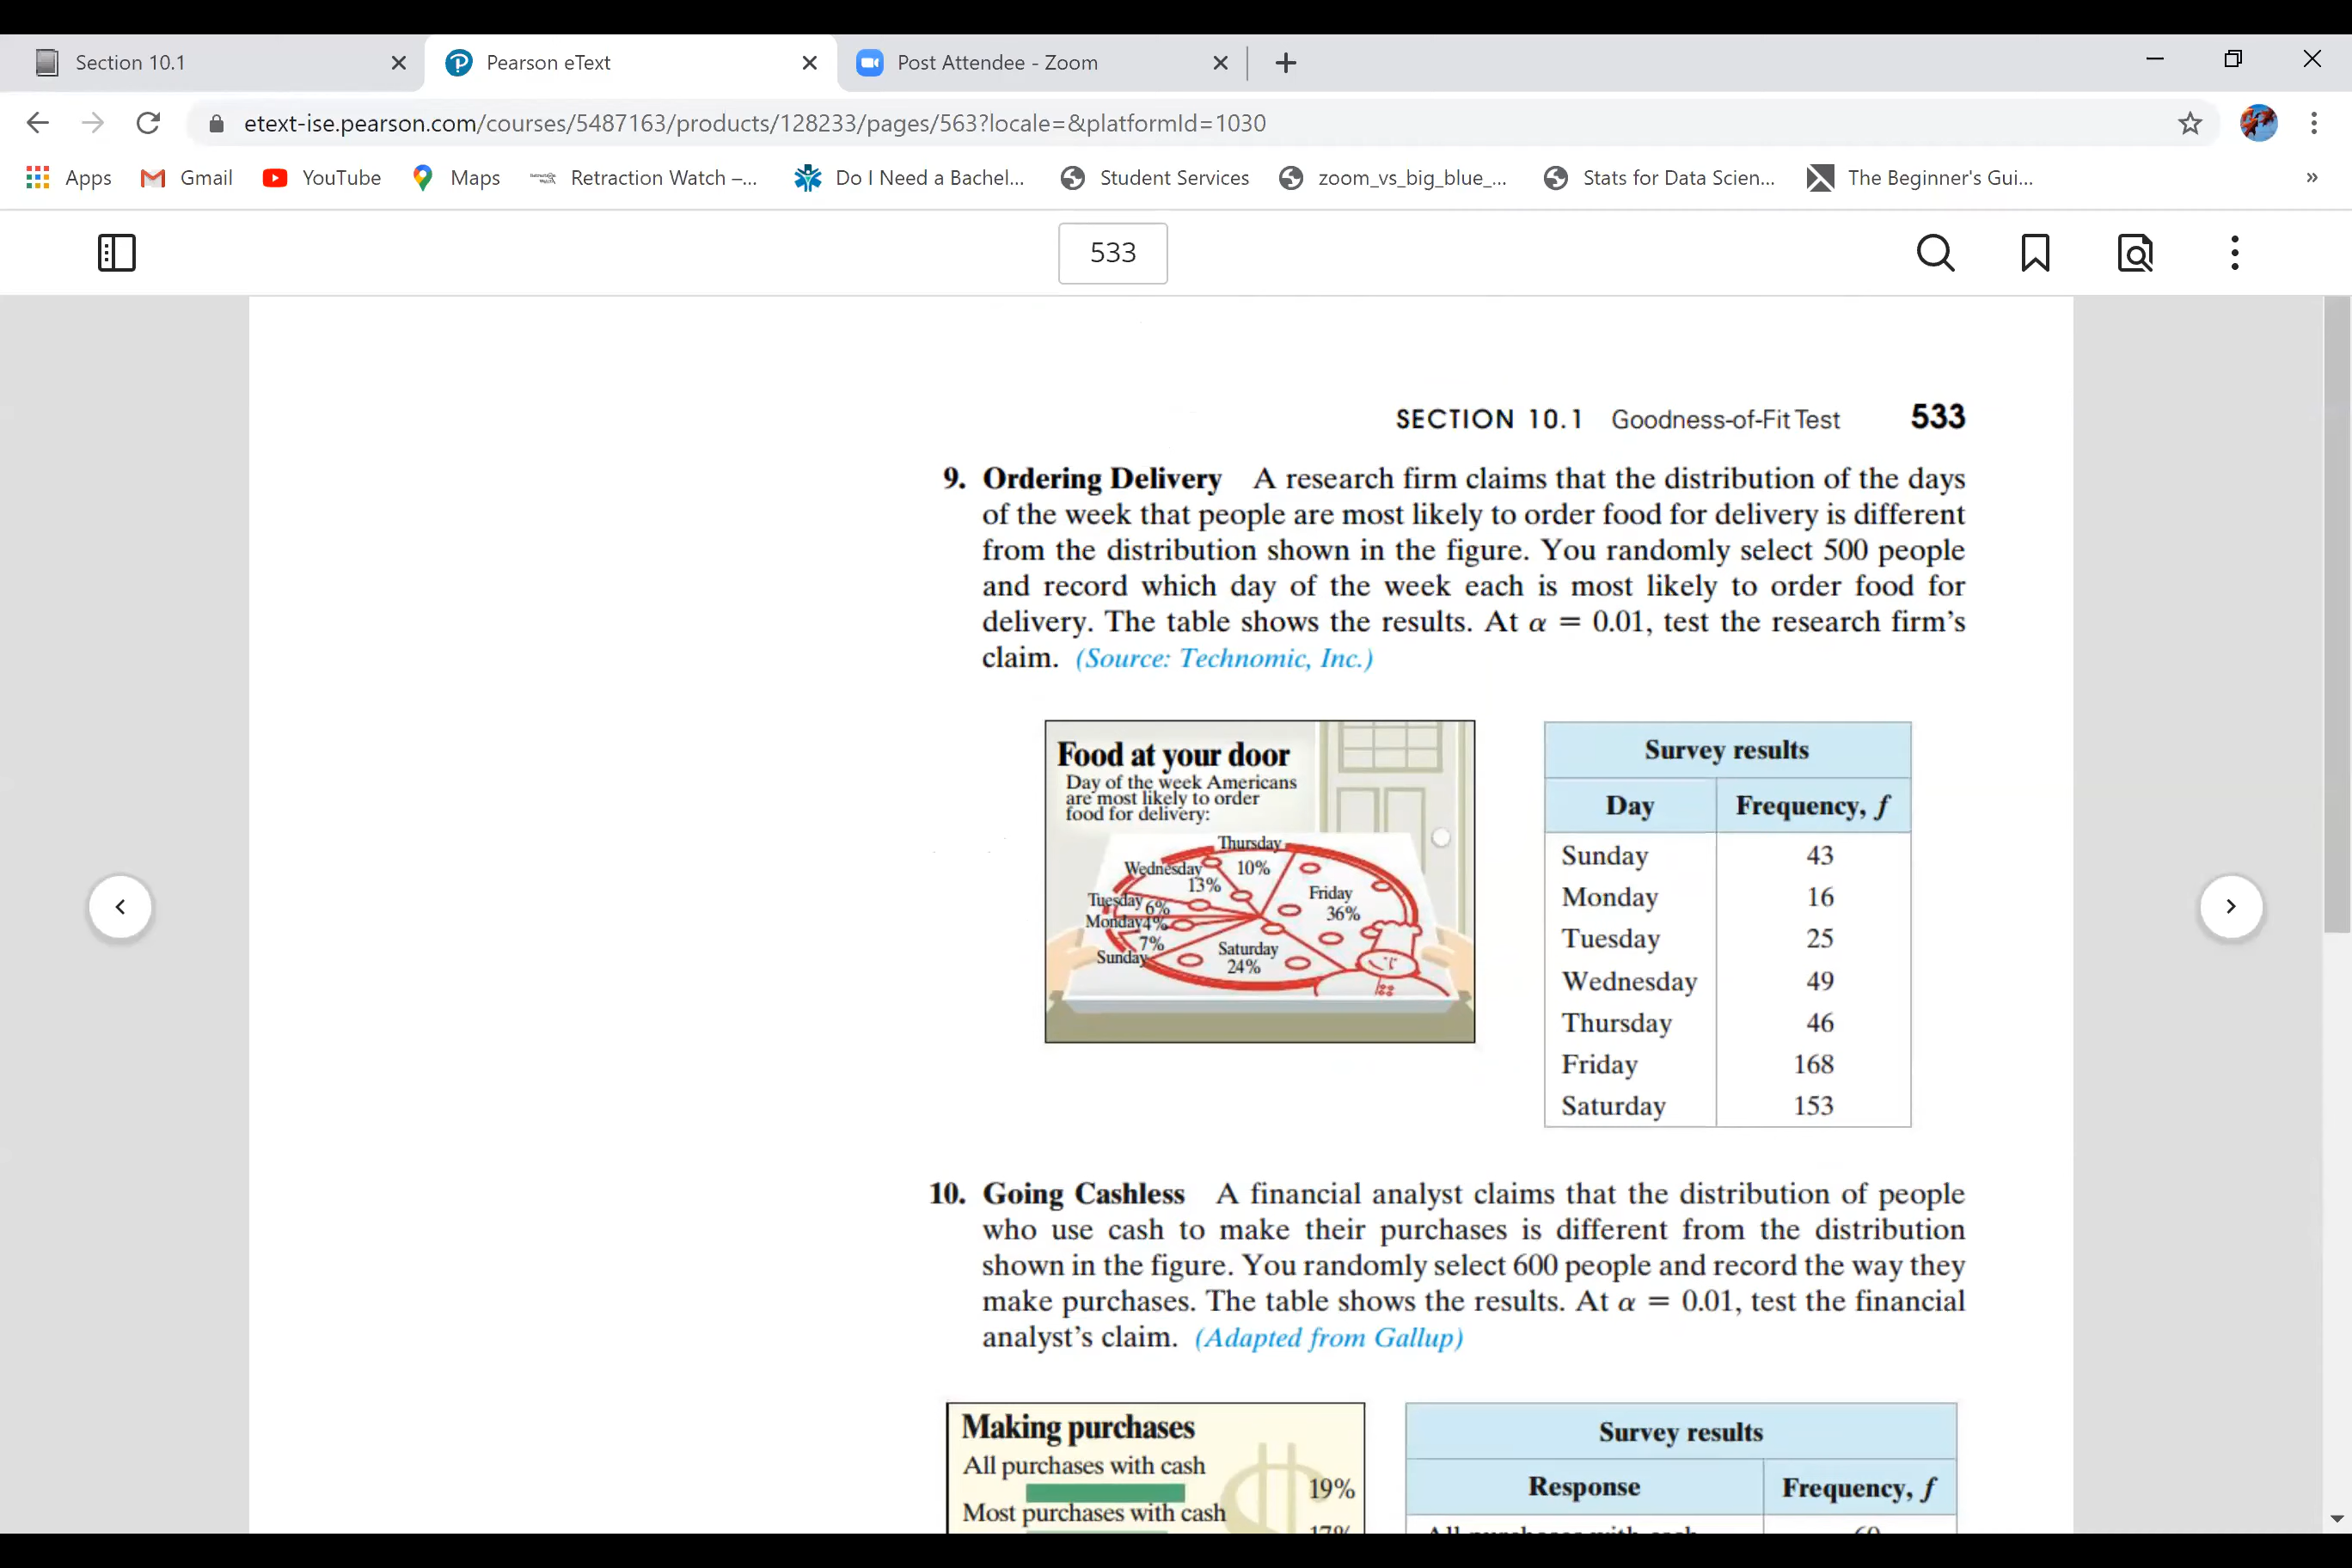 Section 10.1
Pearson eText
Post Attendee - Zoom
etext-ise.pearson.com/courses/5487163/products/128233/pages/563?locale=&platformId=1030
Apps Gmail YouTube Maps Retraction Watch –... Do I Need a Bachel... Student Services zoom_vs_big_blue_... Stats for Data Scien... The Beginner's Gui... »
533
SECTION 10.1 Goodness-of-Fit Test 533
9. Ordering Delivery A research firm claims that the distribution of the days
of the week that people are most likely to order food for delivery is different
from the distribution shown in the figure. You randomly select 500 people
and record which day of the week each is most likely to order food for
delivery. The table shows the results. At α = 0.01, test the research firm's
claim. (Source: Technomic, Inc.)
Food at your door
Day of the week Americans
are most likely to order
food for delivery:
Thursday
10%
Wednesday
13%
Tuesday 6%
Monday 4%
7%
Sunday
Friday
36%
Saturday
24%
Survey results
Day Frequency, f
Sunday 43
Monday 16
Tuesday 25
Wednesday 49
Thursday 46
Friday 168
Saturday 153
10. Going Cashless A financial analyst claims that the distribution of people
who use cash to make their purchases is different from the distribution
shown in the figure. You randomly select 600 people and record the way they
make purchases. The table shows the results. At α = 0.01, test the financial
analyst's claim. (Adapted from Gallup)
Making purchases
All purchases with cash
19%
Most purchases with cash
Survey results
Response Frequency, f